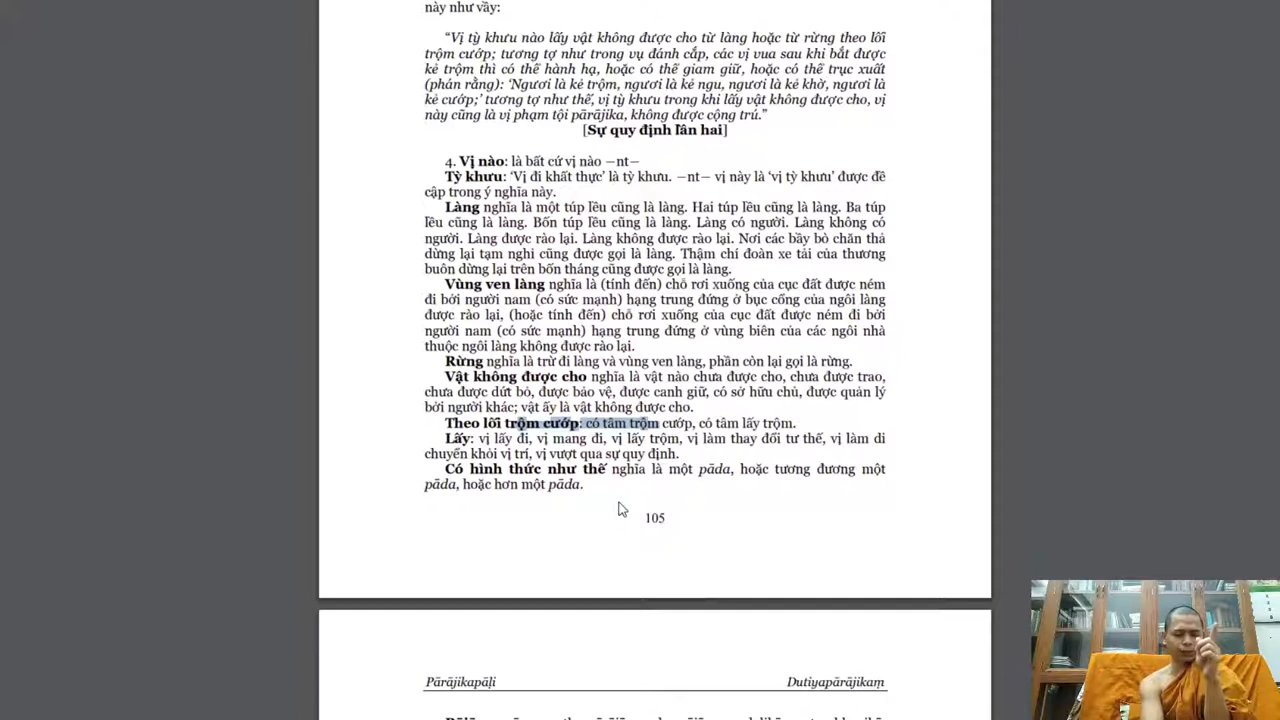 này như vầy:
“Vị tỳ khưu nào lấy vật không được cho từ làng hoặc từ rừng theo lối
trộm cướp; tương tợ như trong vụ đánh cắp, các vị vua sau khi bắt được
kẻ trộm thì có thể hành hạ, hoặc có thể giam giữ, hoặc có thể trục xuất
(phán rằng): ‘Ngươi là kẻ trộm, ngươi là kẻ ngu, ngươi là kẻ khờ, ngươi là
kẻ cướp;’ tương tợ như thế, vị tỳ khưu trong khi lấy vật không được cho, vị
này cũng là vị phạm tội pārājika, không được cộng trú.”
[Sự quy định lần hai]
4. Vị nào: là bất cứ vị nào –nt–
Tỳ khưu: ‘Vị đi khất thực’ là tỳ khưu. –nt– vị này là ‘vị tỳ khưu’ được đề
cập trong ý nghĩa này.
Làng nghĩa là một túp lều cũng là làng. Hai túp lều cũng là làng. Ba túp
lều cũng là làng. Bốn túp lều cũng là làng. Làng có người. Làng không có
người. Làng được rào lại. Làng không được rào lại. Nơi các bầy bò chăn thả
dừng lại tạm nghỉ cũng được gọi là làng. Thậm chí đoàn xe tải của thương
buôn dừng lại trên bốn tháng cũng được gọi là làng.
Vùng ven làng nghĩa là (tính đến) chỗ rơi xuống của cục đất được ném
đi bởi người nam (có sức mạnh) hạng trung đứng ở bục cổng của ngôi làng
được rào lại, (hoặc tính đến) chỗ rơi xuống của cục đất được ném đi bởi
người nam (có sức mạnh) hạng trung đứng ở vùng biên của các ngôi nhà
thuộc ngôi làng không được rào lại.
Rừng nghĩa là trừ đi làng và vùng ven làng, phần còn lại gọi là rừng.
Vật không được cho nghĩa là vật nào chưa được cho, chưa được trao,
chưa được dứt bỏ, được bảo vệ, được canh giữ, có sở hữu chủ, được quản lý
bởi người khác; vật ấy là vật không được cho.
Theo lối trộm cướp: có tâm trộm cướp, có tâm lấy trộm.
Lấy: vị lấy đi, vị mang đi, vị lấy trộm, vị làm thay đổi tư thế, vị làm di
chuyển khỏi vị trí, vị vượt qua sự quy định.
Có hình thức như thế nghĩa là một pāda, hoặc tương đương một
pāda, hoặc hơn một pāda.
105
Pārājikapāḷi Dutiyapārājikaṃ